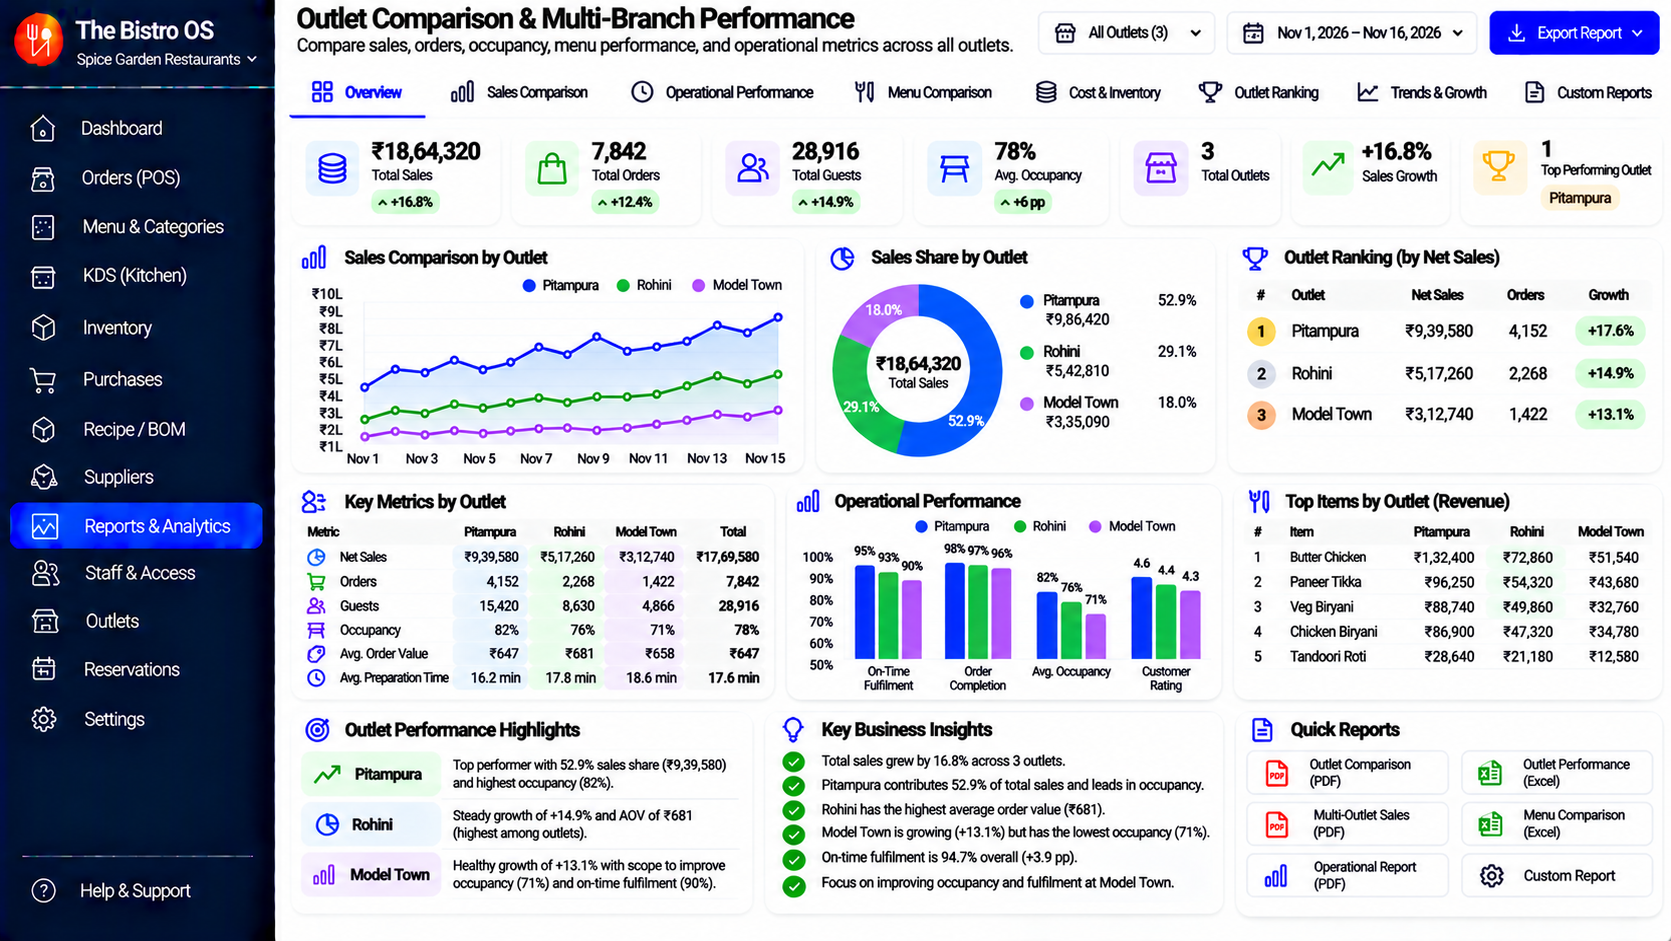 The Bistro OS
Spice Garden Restaurants
Dashboard
Orders (POS)
Menu & Categories
KDS (Kitchen)
Inventory
Purchases
Recipe / BOM
Suppliers
Reports & Analytics
Staff & Access
Outlets
Reservations
Settings
Help & Support
Outlet Comparison & Multi-Branch Performance
Compare sales, orders, occupancy, menu performance, and operational metrics across all outlets.
All Outlets (3)
Nov 1, 2026 – Nov 16, 2026
Export Report
Overview
Sales Comparison
Operational Performance
Menu Comparison
Cost & Inventory
Outlet Ranking
Trends & Growth
Custom Reports
₹18,64,320
Total Sales
+16.8%
7,842
Total Orders
+12.4%
28,916
Total Guests
+14.9%
78%
Avg. Occupancy
+6 pp
3
Total Outlets
+16.8%
Sales Growth
1
Top Performing Outlet
Pitampura
Sales Comparison by Outlet
Pitampura Rohini Model Town
₹10L
₹9L
₹8L
₹7L
₹6L
₹5L
₹4L
₹3L
₹2L
₹1L
Nov 1 Nov 3 Nov 5 Nov 7 Nov 9 Nov 11 Nov 13 Nov 15
Sales Share by Outlet
18.0%
29.1%
52.9%
₹18,64,320
Total Sales
Pitampura 52.9%
₹9,86,420
Rohini 29.1%
₹5,42,810
Model Town 18.0%
₹3,35,090
Outlet Ranking (by Net Sales)
# Outlet Net Sales Orders Growth
1 Pitampura ₹9,39,580 4,152 +17.6%
2 Rohini ₹5,17,260 2,268 +14.9%
3 Model Town ₹3,12,740 1,422 +13.1%
Key Metrics by Outlet
Metric Pitampura Rohini Model Town Total
Net Sales ₹9,39,580 ₹5,17,260 ₹3,12,740 ₹17,69,580
Orders 4,152 2,268 1,422 7,842
Guests 15,420 8,630 4,866 28,916
Occupancy 82% 76% 71% 78%
Avg. Order Value ₹647 ₹681 ₹658 ₹647
Avg. Preparation Time 16.2 min 17.8 min 18.6 min 17.6 min
Operational Performance
Pitampura Rohini Model Town
100%
90%
80%
70%
60%
50%
95% 93% 90%
98% 97% 96%
82% 76% 71%
4.6 4.4 4.3
On-Time
Fulfilment
Order
Completion
Avg. Occupancy
Customer
Rating
Top Items by Outlet (Revenue)
# Item Pitampura Rohini Model Town
1 Butter Chicken ₹1,32,400 ₹72,860 ₹51,540
2 Paneer Tikka ₹96,250 ₹54,320 ₹43,680
3 Veg Biryani ₹88,740 ₹49,860 ₹32,760
4 Chicken Biryani ₹86,900 ₹47,320 ₹34,780
5 Tandoori Roti ₹28,640 ₹21,180 ₹12,580
Outlet Performance Highlights
Pitampura
Top performer with 52.9% sales share (₹9,39,580)
and highest occupancy (82%).
Rohini
Steady growth of +14.9% and AOV of ₹681
(highest among outlets).
Model Town
Healthy growth of +13.1% with scope to improve
occupancy (71%) and on-time fulfilment (90%).
Key Business Insights
Total sales grew by 16.8% across 3 outlets.
Pitampura contributes 52.9% of total sales and leads in occupancy.
Rohini has the highest average order value (₹681).
Model Town is growing (+13.1%) but has the lowest occupancy (71%).
On-time fulfilment is 94.7% overall (+3.9 pp).
Focus on improving occupancy and fulfilment at Model Town.
Quick Reports
PDF
Outlet Comparison
(PDF)
Outlet Performance
(Excel)
PDF
Multi-Outlet Sales
(PDF)
Menu Comparison
(Excel)
Operational Report
(PDF)
Custom Report